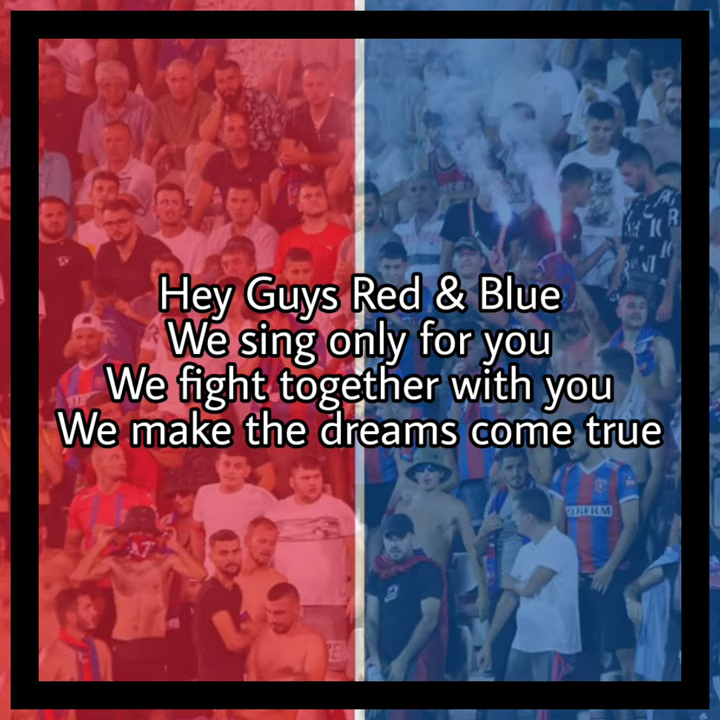 Hey Guys Red & Blue
We sing only for you
We fight together with you
We make the dreams come true
A7